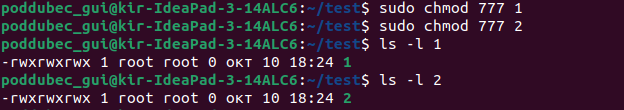 poddubec_gui@kir-IdeaPad-3-14ALC6:~/test$ sudo chmod 777 1
poddubec_gui@kir-IdeaPad-3-14ALC6:~/test$ sudo chmod 777 2
poddubec_gui@kir-IdeaPad-3-14ALC6:~/test$ ls -l 1
-rwxrwxrwx 1 root root 0 окт 10 18:24 1
poddubec_gui@kir-IdeaPad-3-14ALC6:~/test$ ls -l 2
-rwxrwxrwx 1 root root 0 окт 10 18:24 2